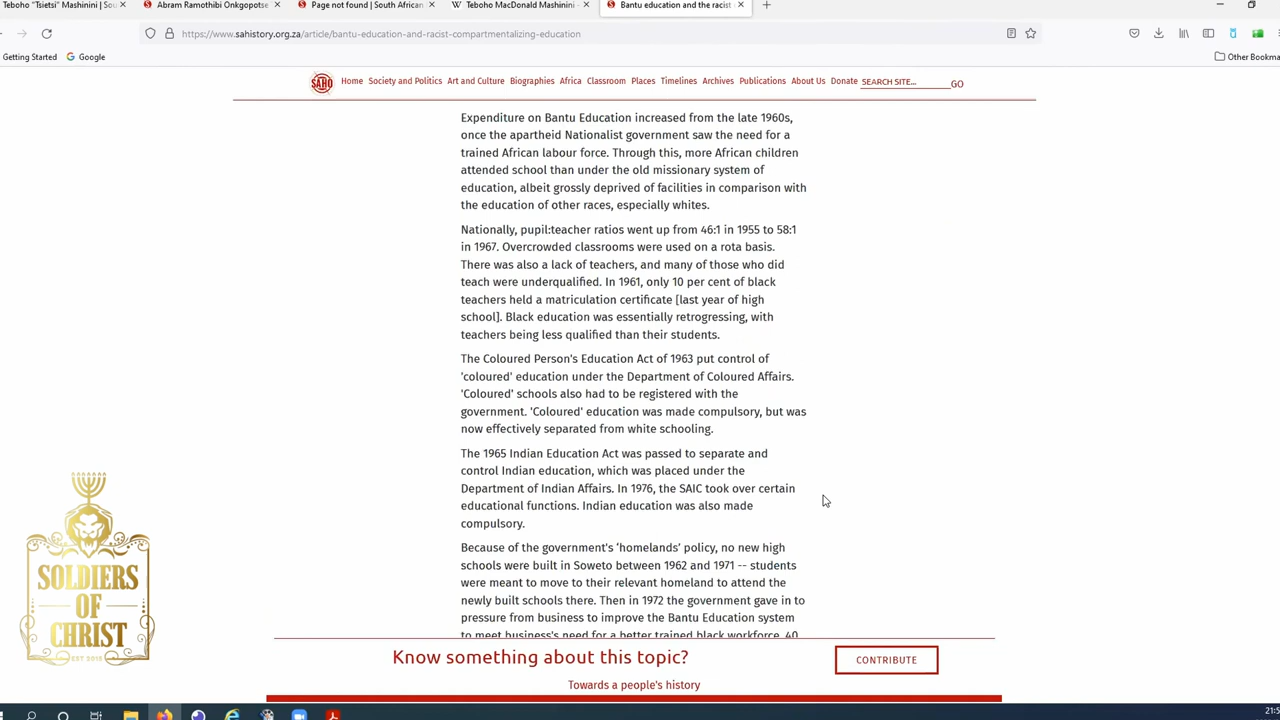 Teboho "Tsietsi" Mashinini | Sou
Abram Ramothibi Onkgopotse
Page not found | South African
Teboho MacDonald Mashinini -
Bantu education and the racist
https://www.sahistory.org.za/article/bantu-education-and-racist-compartmentalizing-education
Getting Started
Google
Other Bookma
SAHO
Home Society and Politics Art and Culture Biographies Africa Classroom Places Timelines Archives Publications About Us Donate SEARCH SITE... GO
Expenditure on Bantu Education increased from the late 1960s,
once the apartheid Nationalist government saw the need for a
trained African labour force. Through this, more African children
attended school than under the old missionary system of
education, albeit grossly deprived of facilities in comparison with
the education of other races, especially whites.
Nationally, pupil:teacher ratios went up from 46:1 in 1955 to 58:1
in 1967. Overcrowded classrooms were used on a rota basis.
There was also a lack of teachers, and many of those who did
teach were underqualified. In 1961, only 10 per cent of black
teachers held a matriculation certificate [last year of high
school]. Black education was essentially retrogressing, with
teachers being less qualified than their students.
The Coloured Person's Education Act of 1963 put control of
'coloured' education under the Department of Coloured Affairs.
'Coloured' schools also had to be registered with the
government. 'Coloured' education was made compulsory, but was
now effectively separated from white schooling.
The 1965 Indian Education Act was passed to separate and
control Indian education, which was placed under the
Department of Indian Affairs. In 1976, the SAIC took over certain
educational functions. Indian education was also made
compulsory.
Because of the government's 'homelands' policy, no new high
schools were built in Soweto between 1962 and 1971 -- students
were meant to move to their relevant homeland to attend the
newly built schools there. Then in 1972 the government gave in to
pressure from business to improve the Bantu Education system
to meet business's need for a better trained black workforce. 40
SOLDIERS
OF
CHRIST
EST 2015
Know something about this topic?
CONTRIBUTE
Towards a people's history